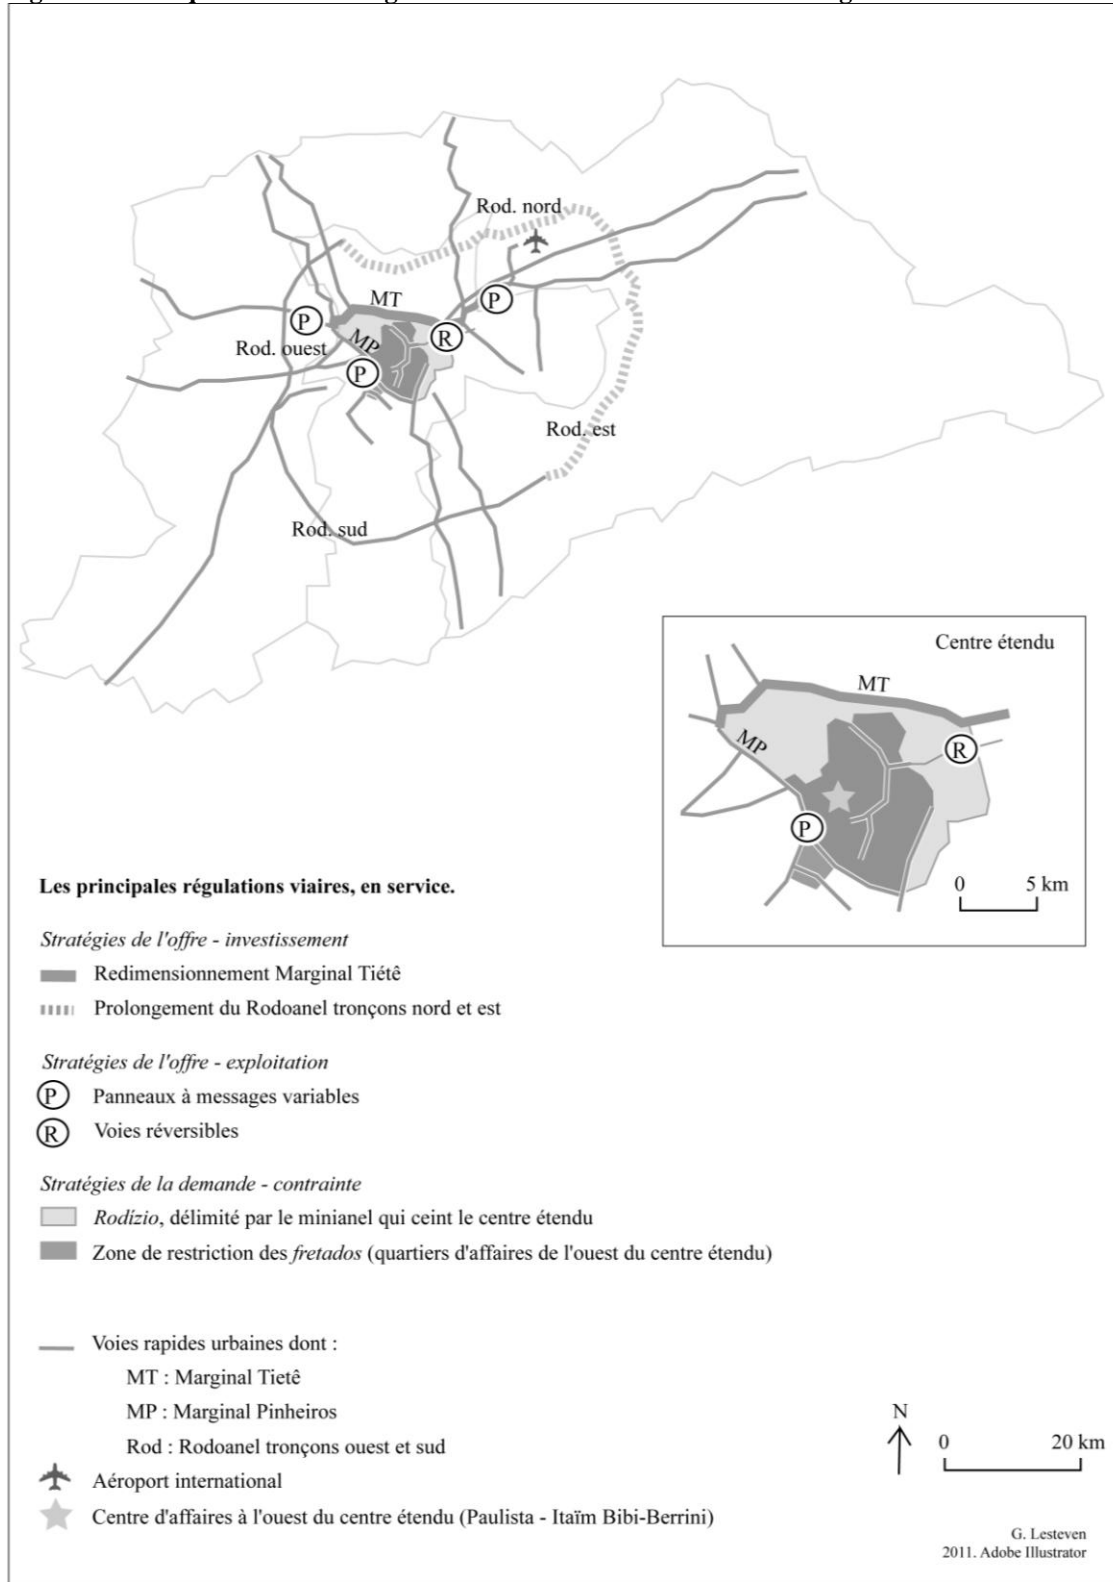 Rod. nord
MT
P
P
R
MP
Rod. ouest
P
Rod. est
Rod. sud
Centre étendu
MT
MP
R
P
0 5 km
Les principales régulations viaires, en service.
Stratégies de l'offre - investissement
Redimensionnement Marginal Tiétê
Prolongement du Rodoanel tronçons nord et est
Stratégies de l'offre - exploitation
P Panneaux à messages variables
R Voies réversibles
Stratégies de la demande - contrainte
Rodízio, délimité par le minianel qui ceint le centre étendu
Zone de restriction des fretados (quartiers d'affaires de l'ouest du centre étendu)
Voies rapides urbaines dont :
MT : Marginal Tietê
MP : Marginal Pinheiros
Rod : Rodoanel tronçons ouest et sud
Aéroport international
Centre d'affaires à l'ouest du centre étendu (Paulista - Itaïm Bibi-Berrini)
N
0 20 km
G. Lesteven
2011. Adobe Illustrator